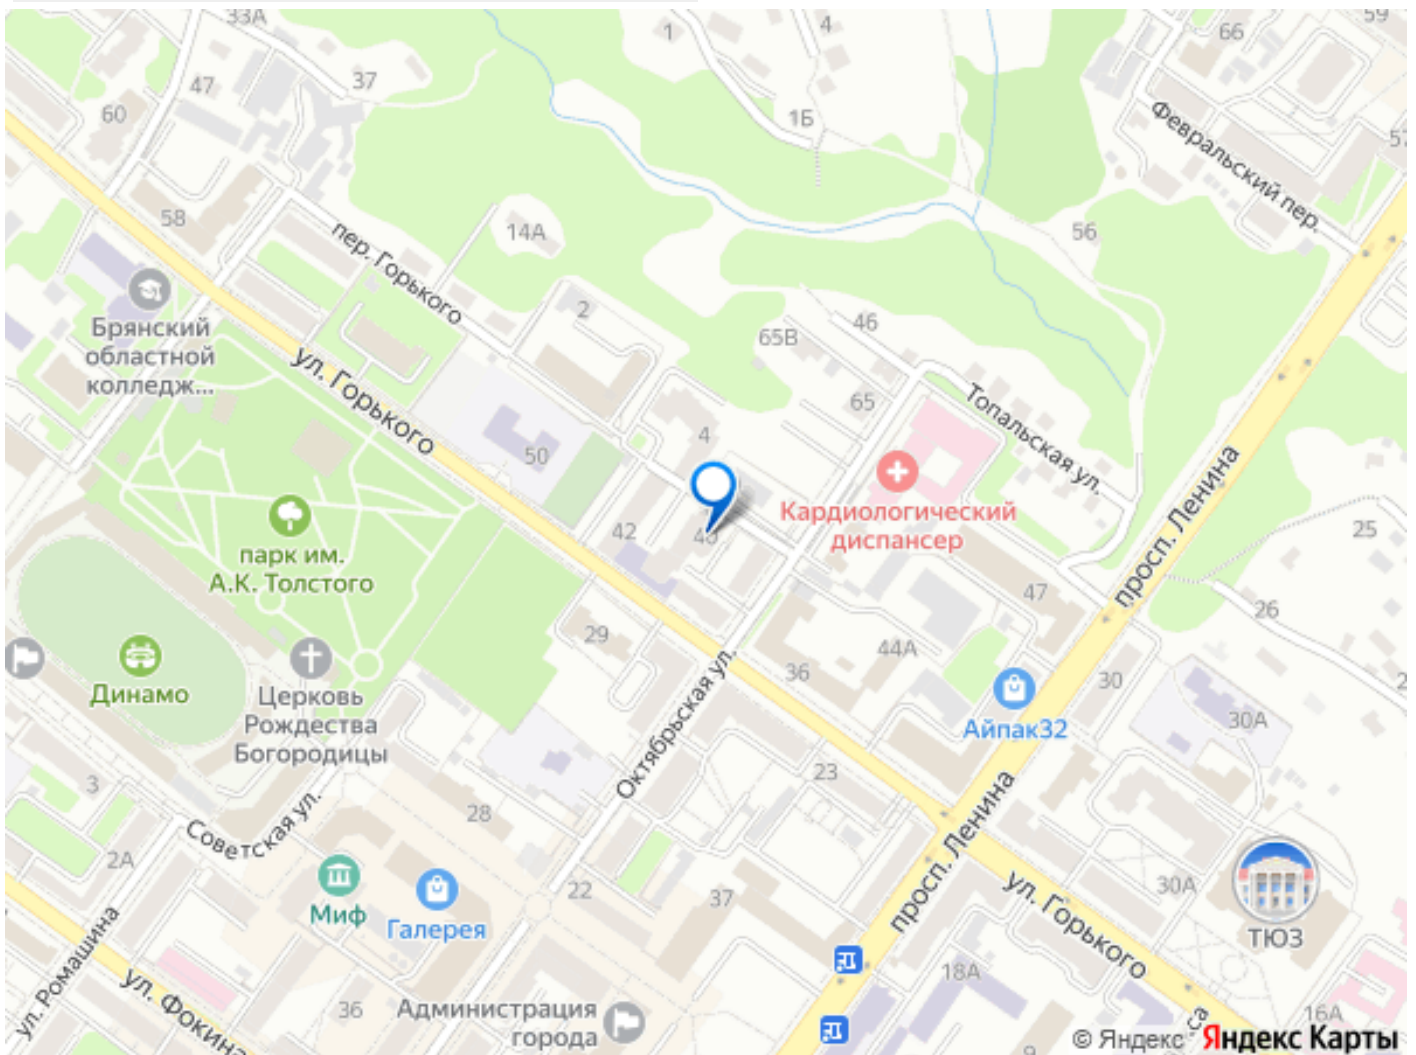 33А
1
4
59
66
37
47
60
1Б
Февральский пер.
57
58
14А
пер. Горького
56
Брянский
областной
колледж...
2
65В
46
ул. Горького
65
Топальская ул.
4
50
Кардиологический
диспансер
просп. Ленина
25
42
40
парк им.
А.К. Толстого
47
26
29
44А
36
30
Динамо
Церковь
Рождества
Богородицы
Октябрьская ул.
Айпак32
30А
2
3
23
28
Советская ул.
2А
просп. Ленина
Миф
Галерея
22
37
ул. Горького
30А
ТЮЗ
ул. Ромашина
ул. Фокина
18А
36
Администрация
города
16А
са
9
© Яндекс Яндекс Карты